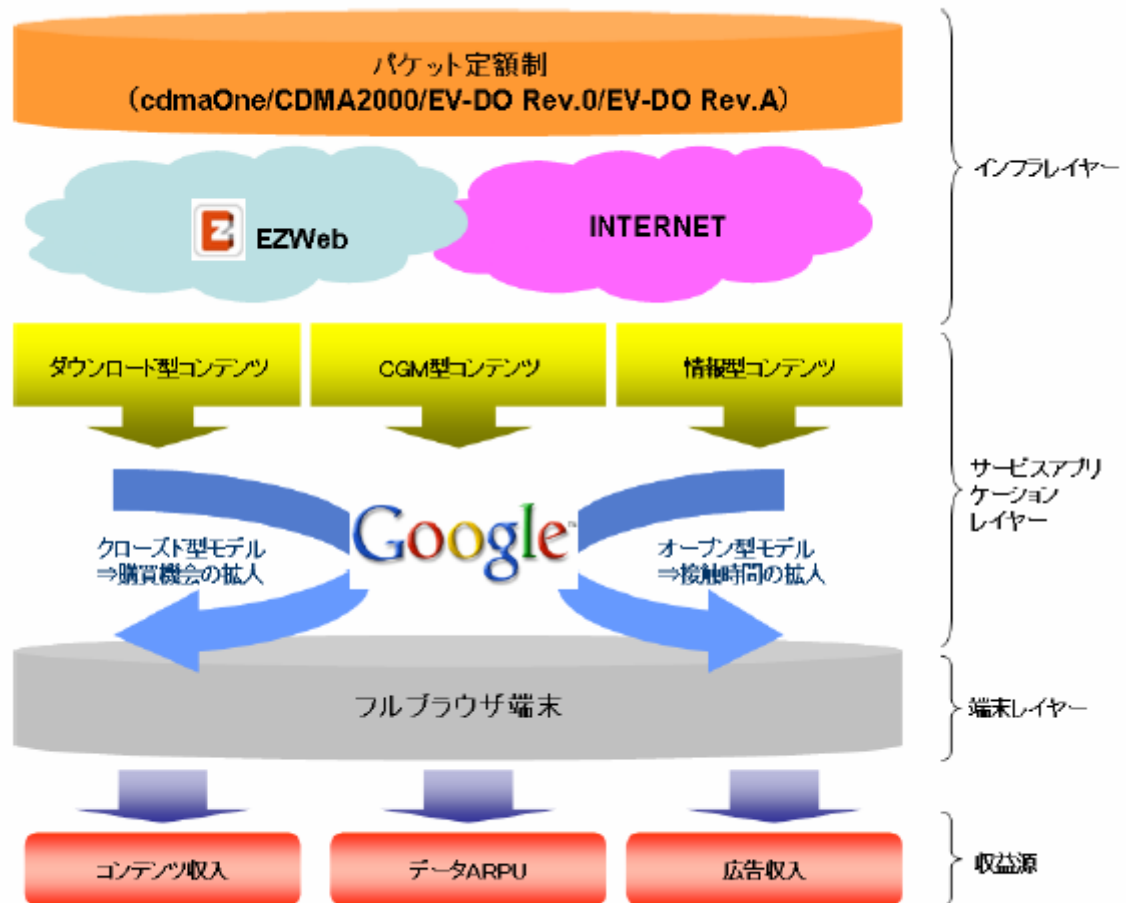 パケット定額制
(cdmaOne/CDMA2000/EV-DO Rev.0/EV-DO Rev.A)
インフラレイヤー
EZ EZWeb
INTERNET
ダウンロード型コンテンツ
CGM型コンテンツ
情報型コンテンツ
サービスアプリ
ケーション
レイヤー
Google™
クローズド型モデル
⇒購買機会の拡大
オープン型モデル
⇒接触時間の拡大
フルブラウザ端末
端末レイヤー
コンテンツ収入
データARPU
広告収入
収益源